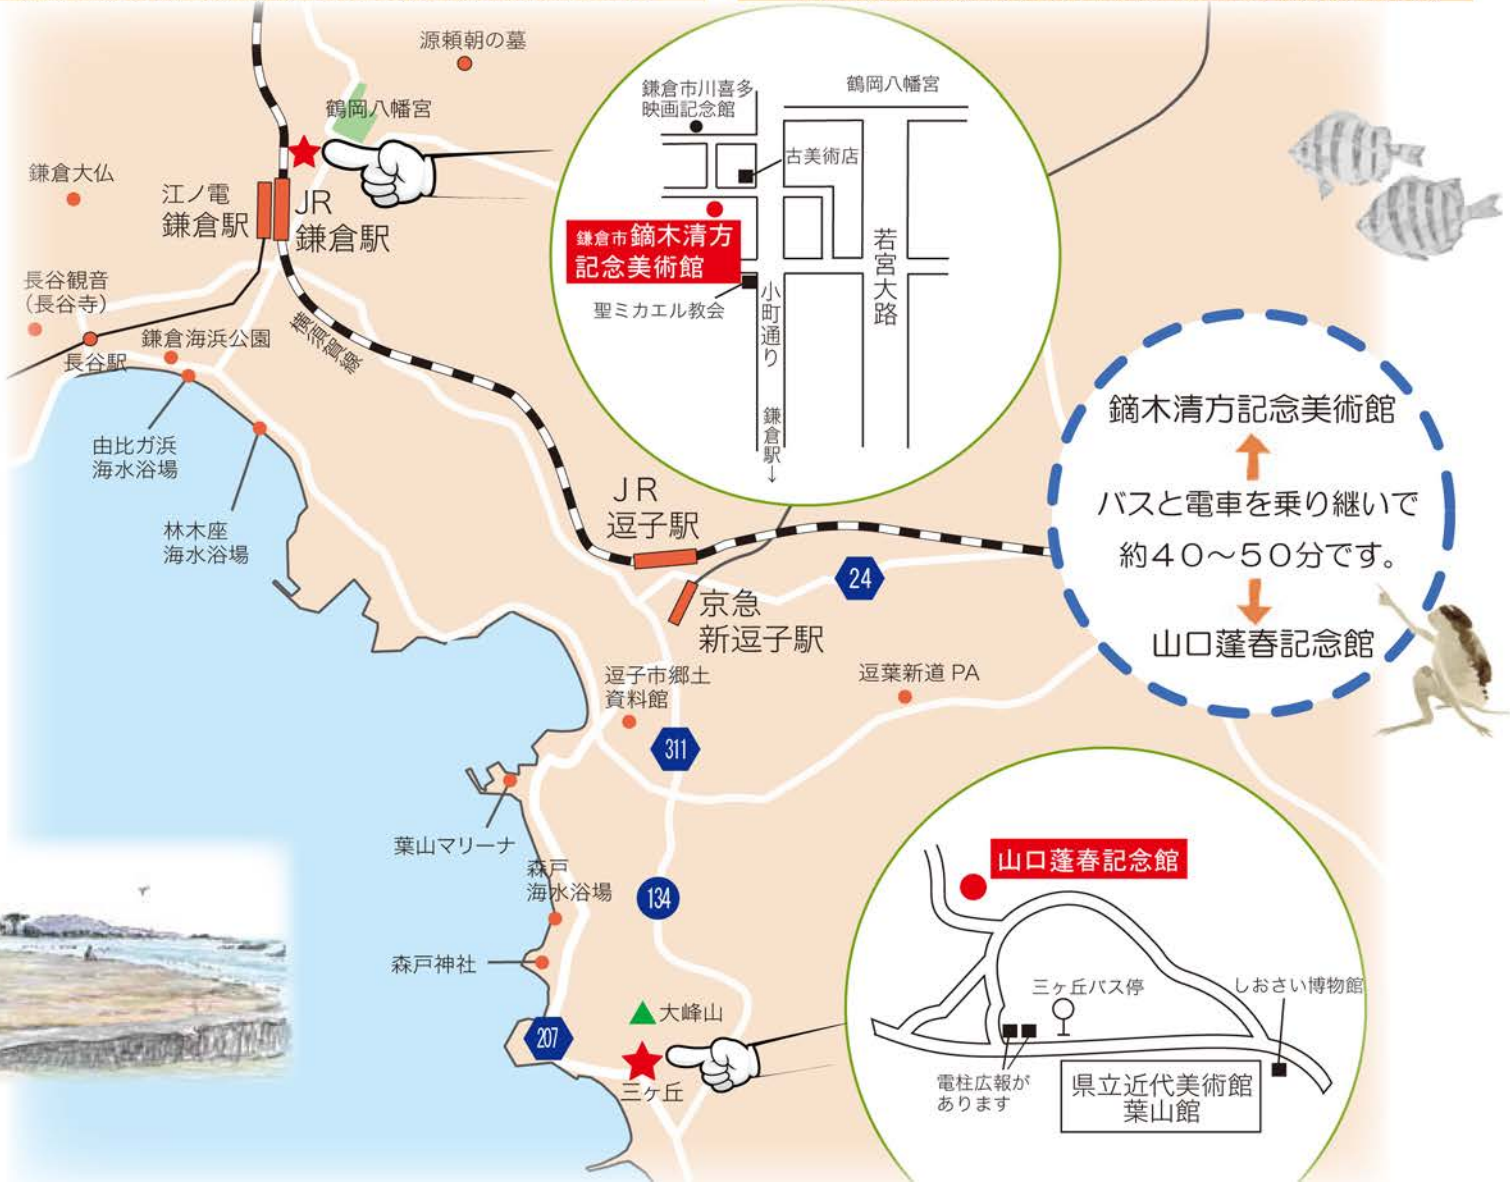 源頼朝の墓
鶴岡八幡宮
鎌倉大仏
江ノ電
鎌倉駅
JR
鎌倉駅
長谷観音
（長谷寺）
長谷駅
鎌倉海浜公園
横須賀線
由比ガ浜
海水浴場
林木座
海水浴場
鎌倉市川喜多
映画記念館
鶴岡八幡宮
古美術店
鎌倉市鏑木清方
記念美術館
聖ミカエル教会
若宮大路
小町通り
鎌倉駅→
鏑木清方記念美術館
バスと電車を乗り継いで
約４０～５０分です。
山口蓬春記念館
ＪＲ
逗子駅
24
京急
新逗子駅
逗子市郷土
資料館
逗葉新道 PA
311
葉山マリーナ
森戸
海水浴場
134
森戸神社
大峰山
207
三ヶ丘
山口蓬春記念館
三ヶ丘バス停
しおさい博物館
電柱広報が
あります
県立近代美術館
葉山館